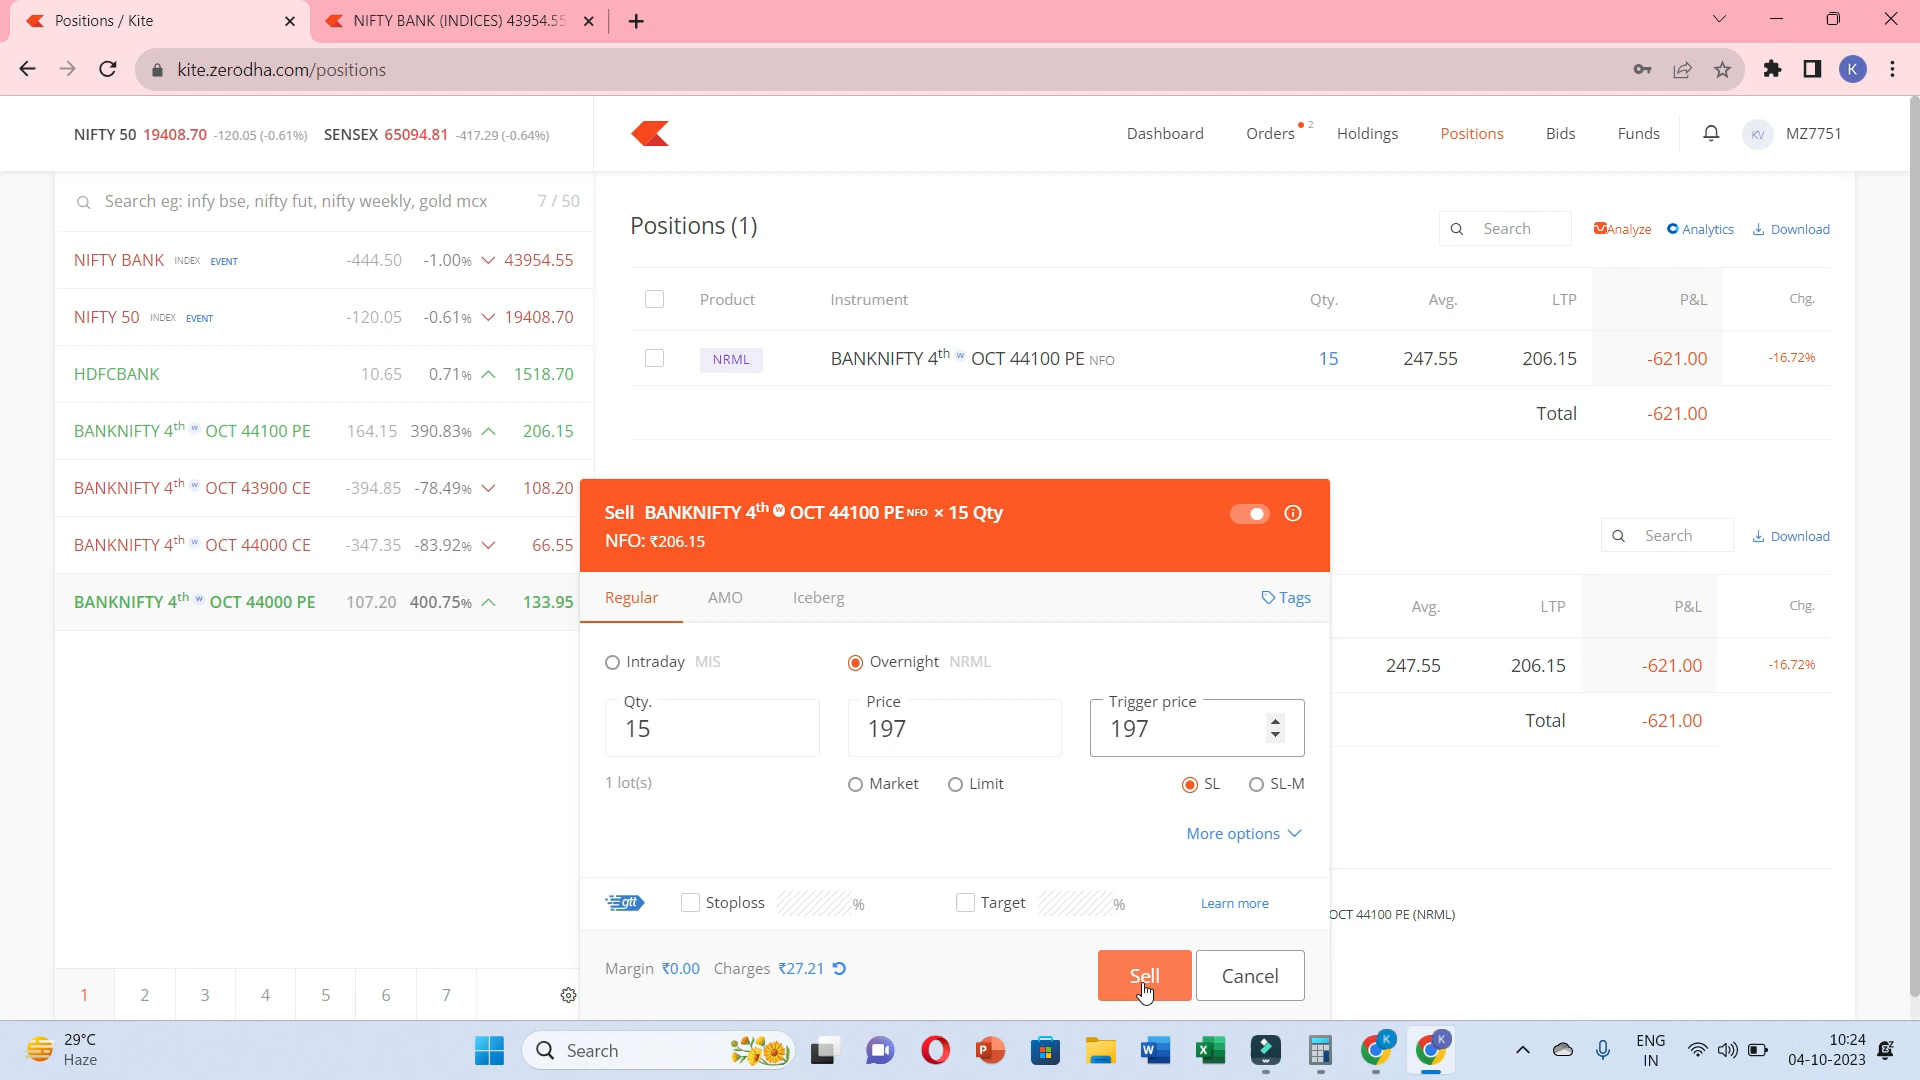 Positions / Kite
NIFTY BANK (INDICES) 43954.55
kite.zerodha.com/positions
K
NIFTY 50 19408.70 -120.05 (-0.61%) SENSEX 65094.81 -417.29 (-0.64%)
Dashboard Orders 2 Holdings Positions Bids Funds KV MZ7751
Search eg: infy bse, nifty fut, nifty weekly, gold mcx 7 / 50
NIFTY BANK INDEX EVENT -444.50 -1.00% 43954.55
NIFTY 50 INDEX EVENT -120.05 -0.61% 19408.70
HDFCBANK 10.65 0.71% 1518.70
BANKNIFTY 4th w OCT 44100 PE 164.15 390.83% 206.15
BANKNIFTY 4th w OCT 43900 CE -394.85 -78.49% 108.20
BANKNIFTY 4th w OCT 44000 CE -347.35 -83.92% 66.55
BANKNIFTY 4th w OCT 44000 PE 107.20 400.75% 133.95
1 2 3 4 5 6 7
Positions (1)
Search Analyze Analytics Download
Product Instrument Qty. Avg. LTP P&L Chg.
NRML BANKNIFTY 4th w OCT 44100 PE NFO 15 247.55 206.15 -621.00 -16.72%
Total -621.00
Search Download
Avg. LTP P&L Chg.
247.55 206.15 -621.00 -16.72%
Total -621.00
OCT 44100 PE (NRML)
Sell BANKNIFTY 4th w OCT 44100 PE NFO × 15 Qty
NFO: ₹206.15
Regular AMO Iceberg Tags
Intraday MIS Overnight NRML
Qty. Price Trigger price
15 197 197
1 lot(s) Market Limit SL SL-M
More options
gtt Stoploss % Target % Learn more
Margin ₹0.00 Charges ₹27.21 Sell Cancel
29°C
Haze
Search
ENG
IN
10:24
04-10-2023